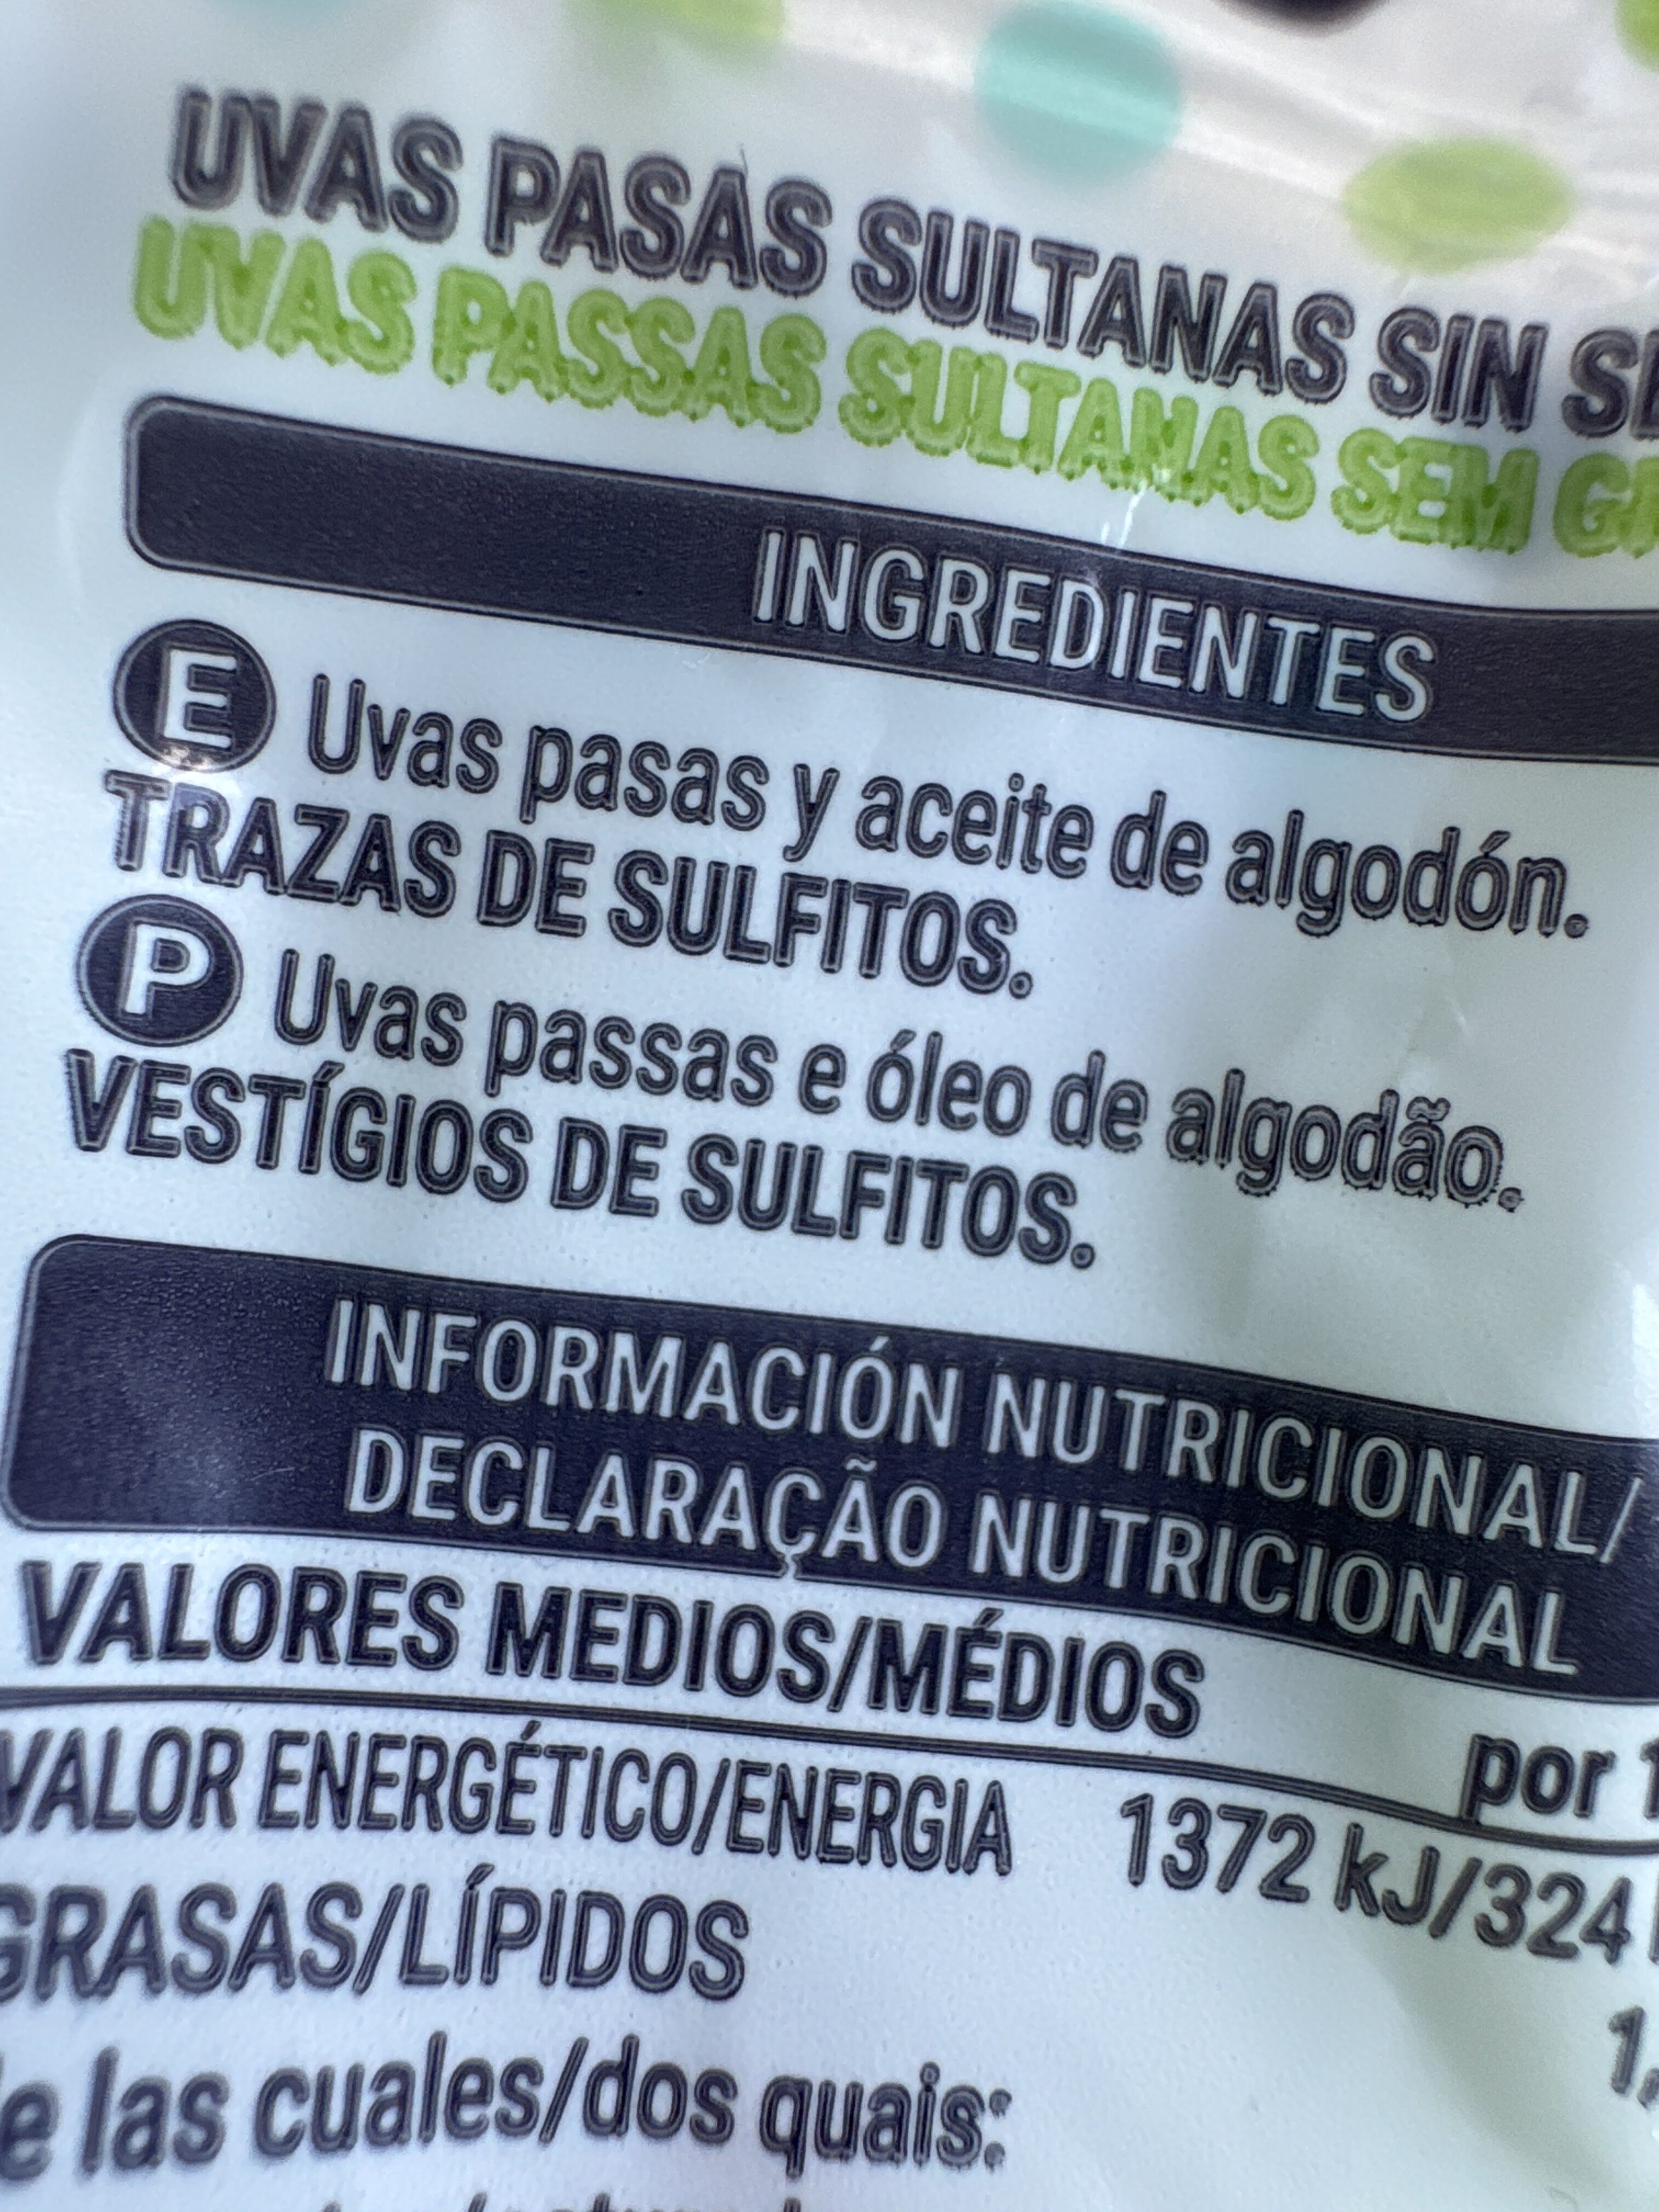 UVAS PASAS SULTANAS SIN
UVAS PASSAS SULTANAS SEM
INGREDIENTES
E Uvas pasas y aceite de algodón.
TRAZAS DE SULFITOS.
P Uvas passas e óleo de algodão.
VESTÍGIOS DE SULFITOS.
INFORMACIÓN NUTRICIONAL/
DECLARAÇÃO NUTRICIONAL
VALORES MEDIOS/MÉDIOS
por
VALOR ENERGÉTICO/ENERGIA 1372 kJ/324
GRASAS/LÍPIDOS
de las cuales/dos quais: